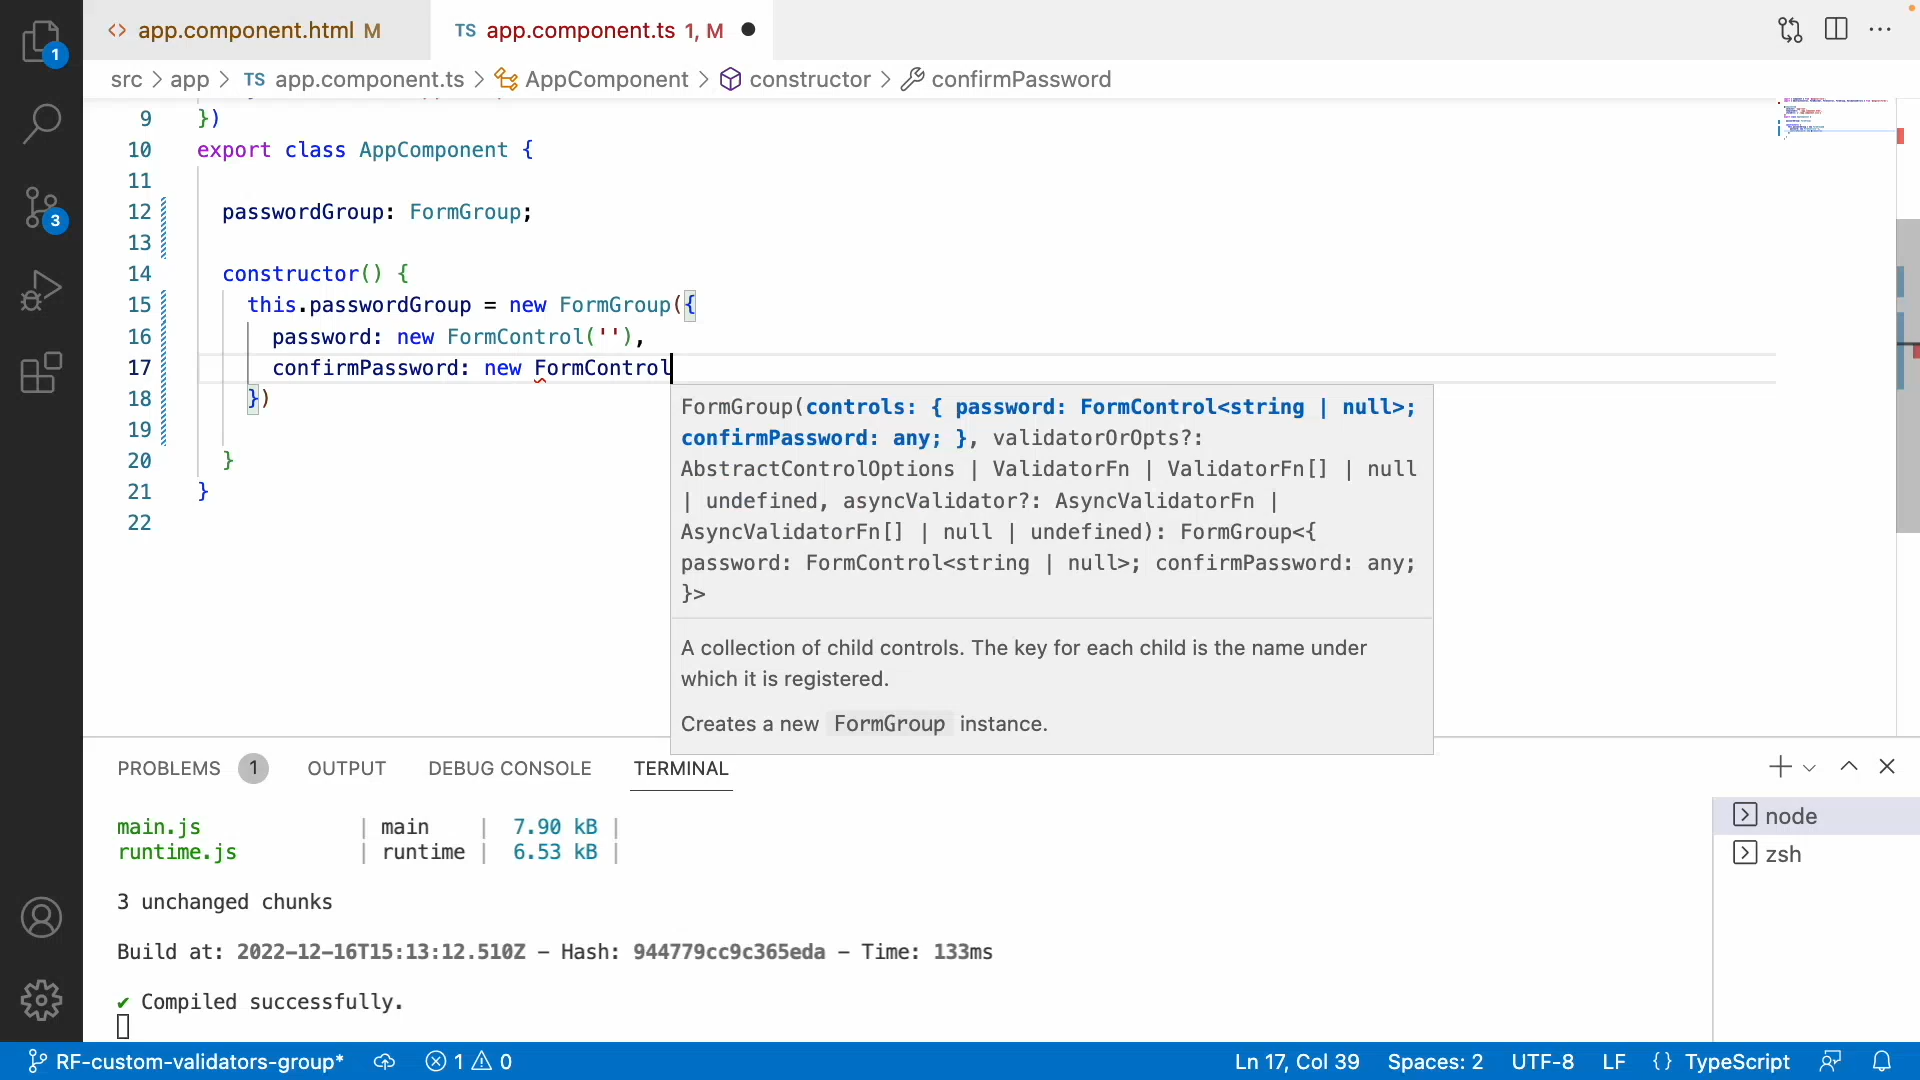 <> app.component.html M
TS app.component.ts 1, M
src > app > TS app.component.ts > AppComponent > constructor > confirmPassword
1
3
9 })
10 export class AppComponent {
11
12 passwordGroup: FormGroup;
13
14 constructor() {
15 this.passwordGroup = new FormGroup({
16 password: new FormControl(''),
17 confirmPassword: new FormControl
18 })
19
20 }
21 }
22
FormGroup(controls: { password: FormControl<string | null>;
confirmPassword: any; }, validatorOrOpts?:
AbstractControlOptions | ValidatorFn | ValidatorFn[] | null
| undefined, asyncValidator?: AsyncValidatorFn |
AsyncValidatorFn[] | null | undefined): FormGroup<{
password: FormControl<string | null>; confirmPassword: any;
}>
A collection of child controls. The key for each child is the name under
which it is registered.
Creates a new FormGroup instance.
PROBLEMS 1 OUTPUT DEBUG CONSOLE TERMINAL
main.js | main | 7.90 kB |
runtime.js | runtime | 6.53 kB |
3 unchanged chunks
Build at: 2022-12-16T15:13:12.510Z - Hash: 944779cc9c365eda - Time: 133ms
✔ Compiled successfully.
node
zsh
RF-custom-validators-group* 1 0 Ln 17, Col 39 Spaces: 2 UTF-8 LF {} TypeScript